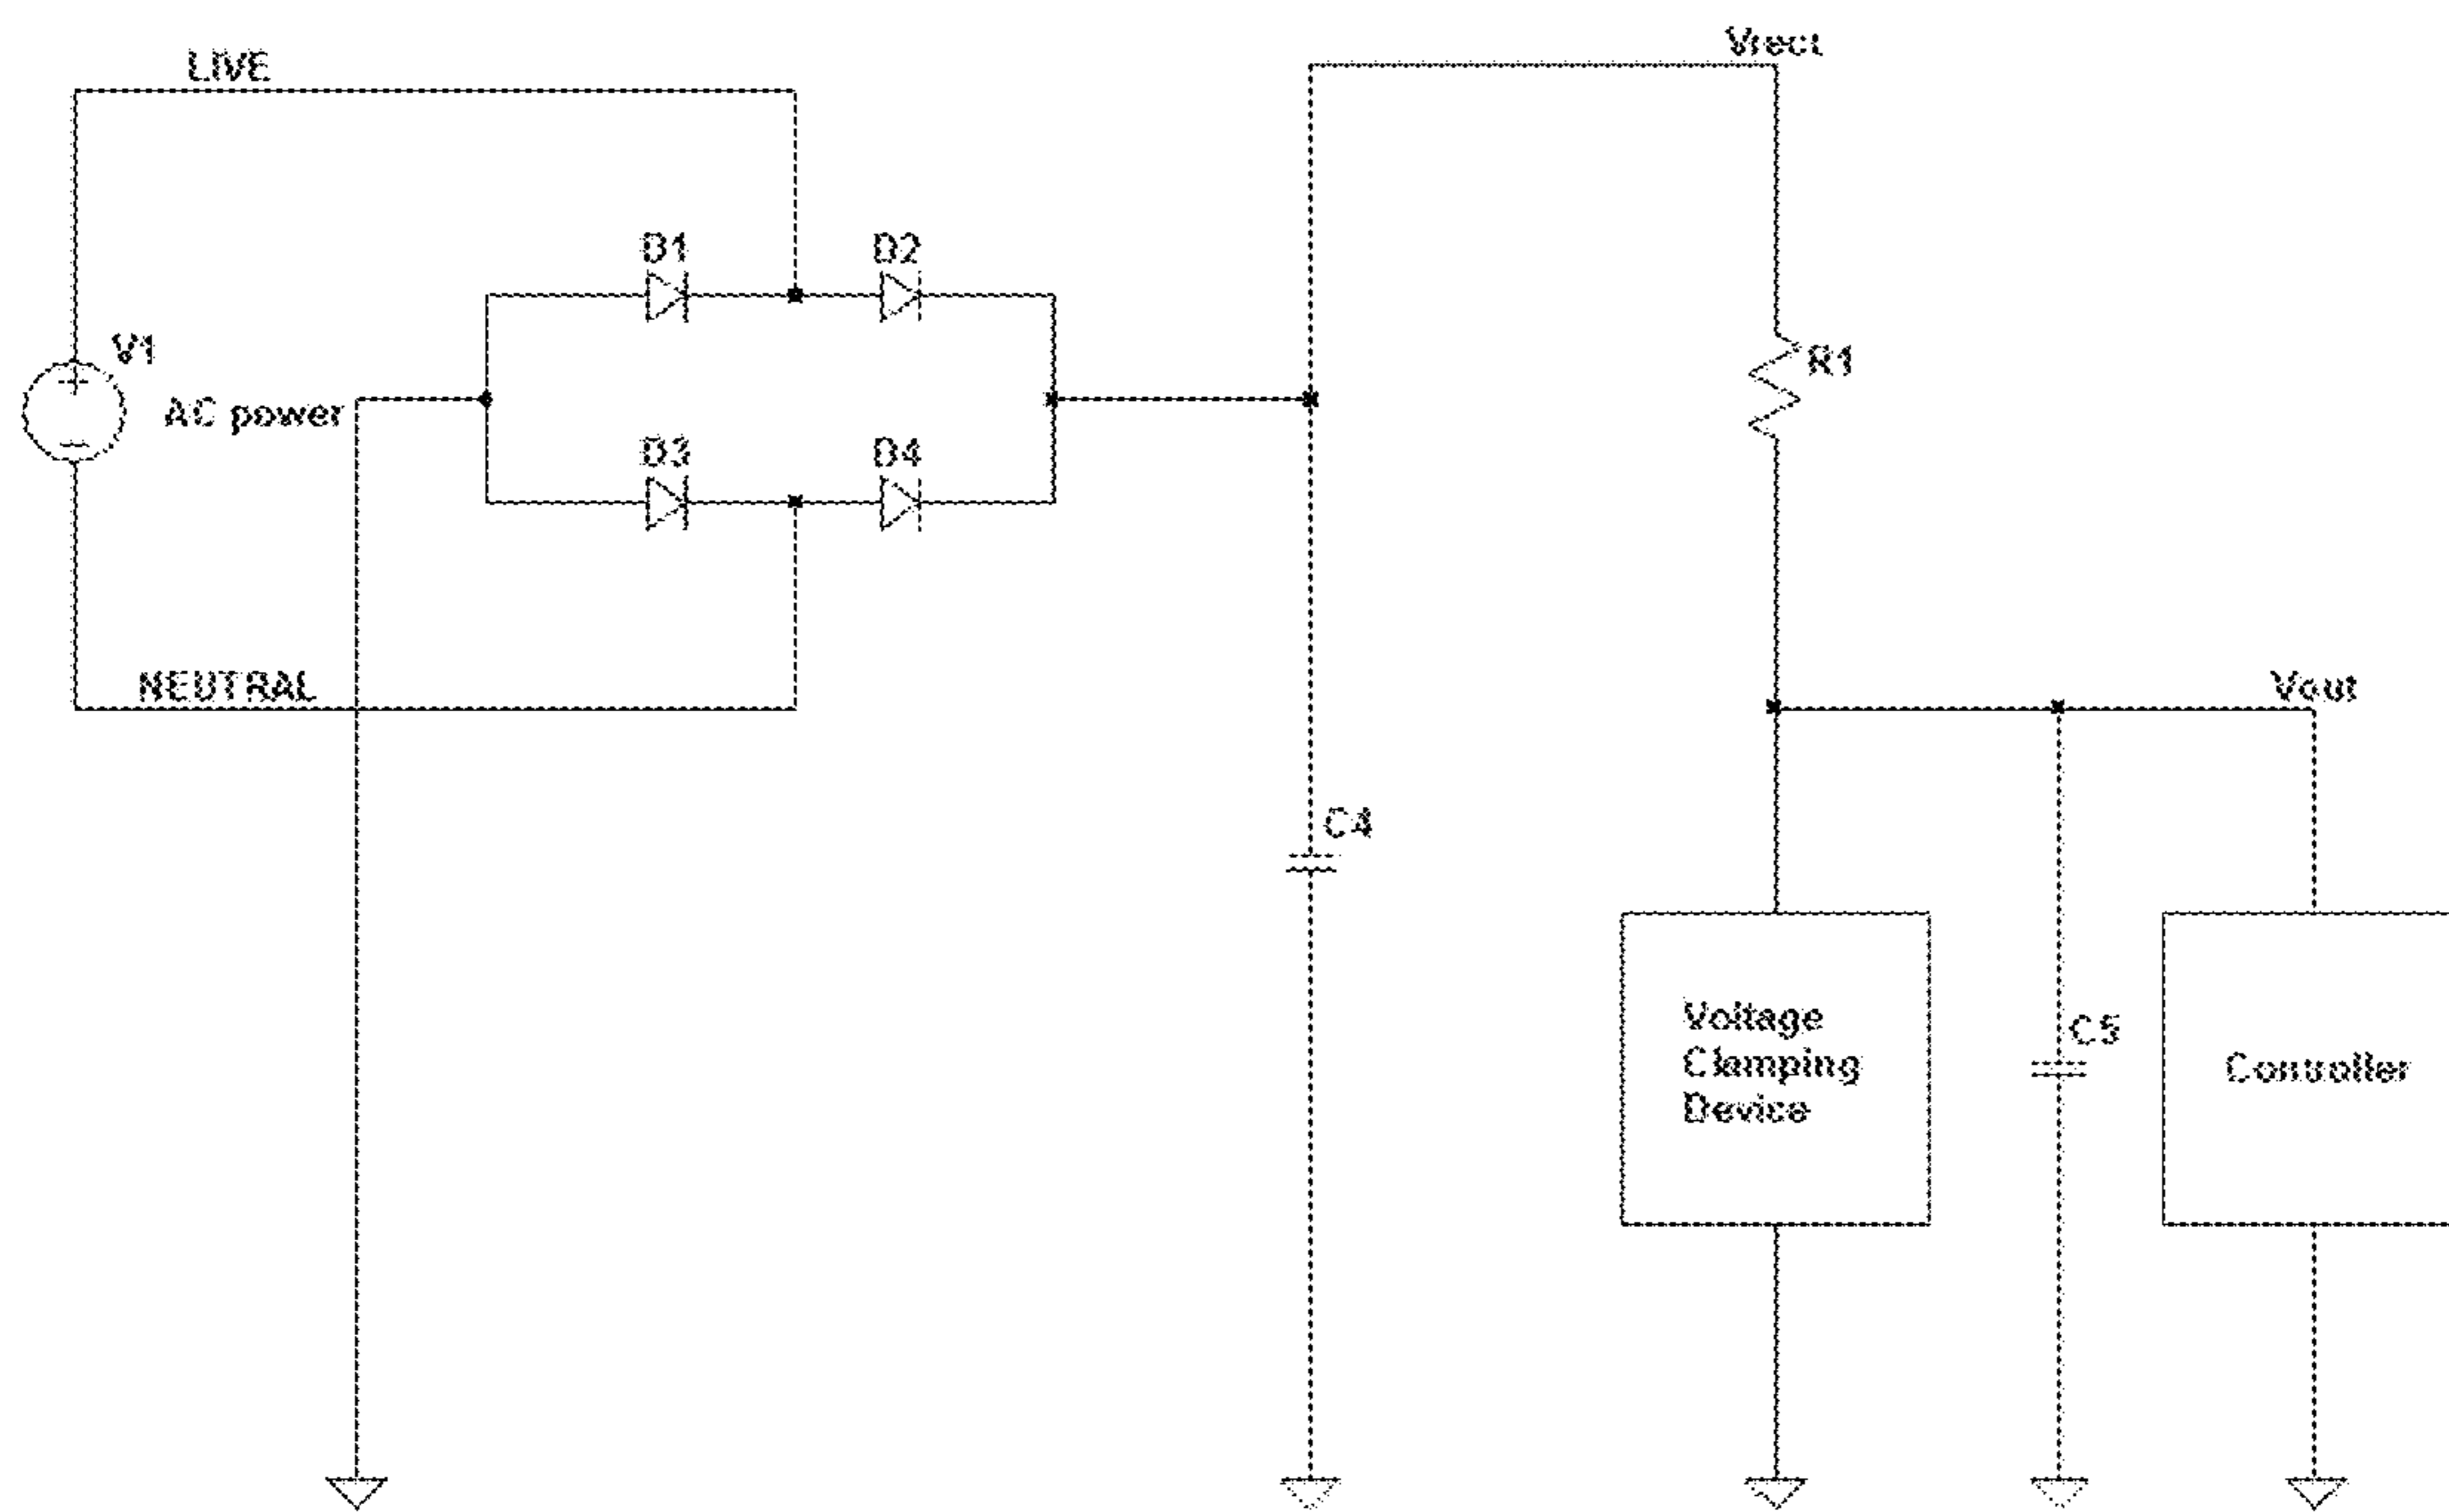 LIVE
Vrect
D1
D2
V1
AC power
R1
D3
D4
NEUTRAL
Vout
C4
Voltage
Clamping
Device
C5
Controller